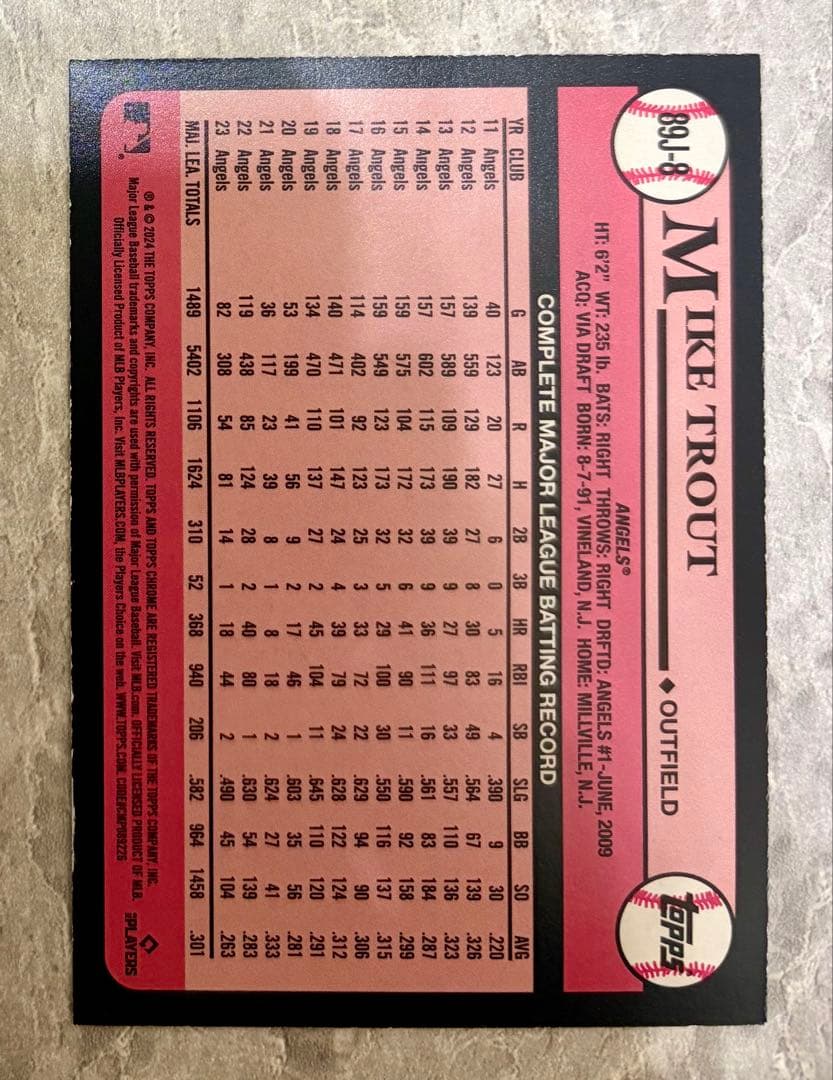 89J-8
MIKE TROUT
◆ OUTFIELD
topps®
ANGELS®
HT: 6'2" WT: 235 lb. BATS: RIGHT THROWS: RIGHT DRFTD: ANGELS #1-JUNE, 2009
ACQ: VIA DRAFT BORN: 8-7-91, VINELAND, N.J. HOME: MILLVILLE, N.J.
COMPLETE MAJOR LEAGUE BATTING RECORD
YR CLUB G AB R H 2B 3B HR RBI SB SLG BB SO AVG
11 Angels 40 123 20 27 6 0 5 16 4 .390 9 30 .220
12 Angels 139 559 129 182 27 8 30 83 49 .564 67 139 .326
13 Angels 157 589 109 190 39 9 27 97 33 .557 110 136 .323
14 Angels 157 602 115 173 39 9 36 111 16 .561 83 184 .287
15 Angels 159 575 104 172 32 6 41 90 11 .590 92 158 .299
16 Angels 159 549 123 173 32 5 29 100 30 .550 116 137 .315
17 Angels 114 402 92 123 25 3 33 72 22 .629 94 90 .306
18 Angels 140 471 101 147 24 4 39 79 24 .628 122 124 .312
19 Angels 134 470 110 137 27 2 45 104 11 .645 110 120 .291
20 Angels 53 199 41 56 9 2 17 46 1 .603 35 56 .281
21 Angels 36 117 23 39 8 1 8 18 2 .624 27 41 .333
22 Angels 119 438 85 124 28 2 40 80 1 .630 54 139 .283
23 Angels 82 308 54 81 14 1 18 44 2 .490 45 104 .263
MAJ. LEA. TOTALS 1489 5402 1106 1624 310 52 368 940 206 .582 964 1458 .301
® & © 2024 THE TOPPS COMPANY, INC. ALL RIGHTS RESERVED. TOPPS AND TOPPS CHROME ARE REGISTERED TRADEMARKS OF THE TOPPS COMPANY, INC.
Major League Baseball trademarks and copyrights are used with permission of Major League Baseball. Visit MLB.com. OFFICIALLY LICENSED PRODUCT OF MLB
Officially Licensed Product of MLB Players, Inc. Visit MLBPLAYERS.COM, the Players Choice on the web. WWW.TOPPS.COM. CODE#CMP089226
PLAYERS